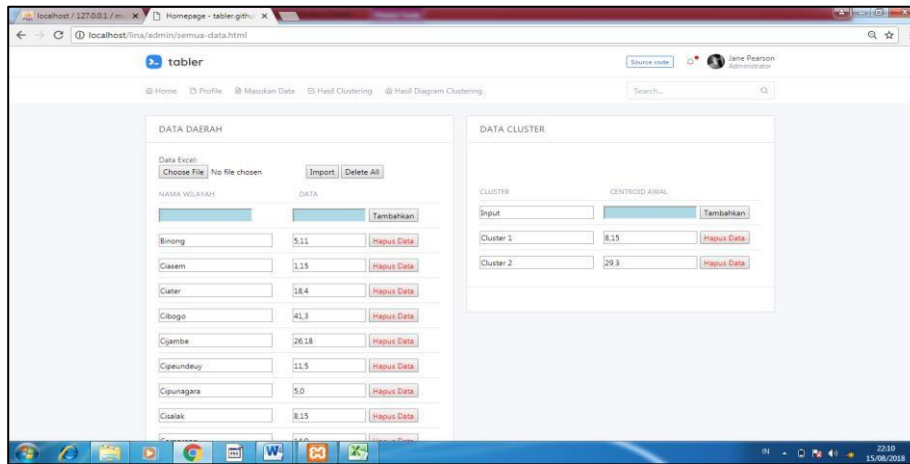 localhost / 127.0.0.1 / m
Homepage - tabler.githu
localhost/lina/admin/semua-data.html
tabler
Source code
Jane Pearson
Administrator
Home Profile Masukan Data Hasil Clustering Hasil Diagram Clustering
Search...
DATA DAERAH
Data Excel:
Choose File No file chosen Import Delete All
NAMA WILAYAH DATA
Tambahkan
Binong 5,11 Hapus Data
Ciasem 1,15 Hapus Data
Ciater 18,4 Hapus Data
Cibogo 41,3 Hapus Data
Cijambe 26,18 Hapus Data
Cipeundeuy 11,5 Hapus Data
Cipunagara 5,0 Hapus Data
Cisalak 8,15 Hapus Data
DATA CLUSTER
CLUSTER CENTROID AWAL
Input Tambahkan
Cluster 1 8,15 Hapus Data
Cluster 2 29,3 Hapus Data
IN
22:10
15/08/2018